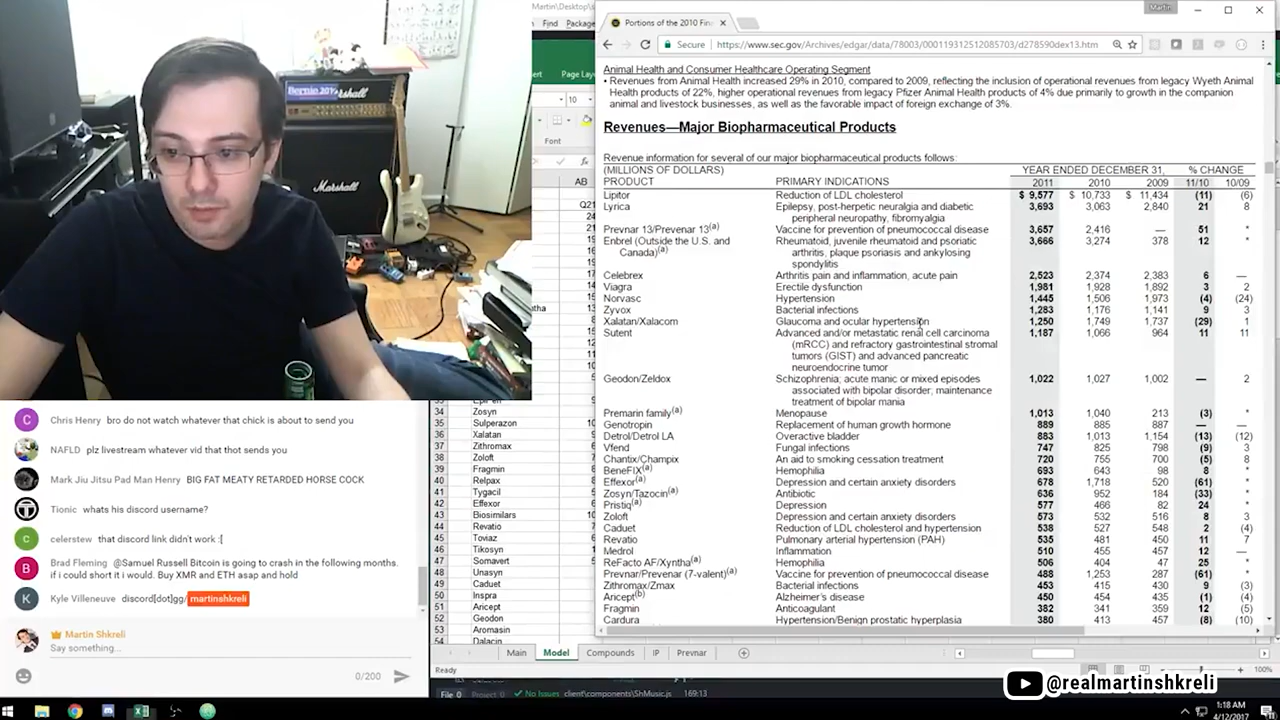 Bernie 20
Marshall
Marshall
Chris Henry bro do not watch whatever that chick is about to send you
NAFLD plz livestream whatever vid that thot sends you
Mark Jiu Jitsu Pad Man Henry BIG FAT MEATY RETARDED HORSE COCK
Tionic whats his discord username?
celerstew that discord link didn't work :[
Brad Fleming @Samuel Russell Bitcoin is going to crash in the following months.
if i could short it i would. Buy XMR and ETH asap and hold
Kyle Villeneuve discord[dot]gg/martinshkreli
Martin Shkreli
Say something...
0/200
Martin\Desktop\s
Find Package
Page Layo
10
Font
AB
Q21
34 Zosyn
35 Sulperazon
36 Xalatan
37 Zithromax
38 Zoloft
39 Fragmin
40 Relpax
41 Tygacil
42 Effexor
43 Biosimilars
44 Revatio
45 Toviaz
46 Tikosyn
47 Somavert
48 Unasyn
49 Caduet
50 Inspra
51 Aricept
52 Geodon
53 Aromasin
54 Dalacin
Main Model Compounds IP Prevnar
Ready
100%
File 0 Project 0 No Issues client\components\ShMusic.js 169:13
Martin
Portions of the 2010 Fin
Secure https://www.sec.gov/Archives/edgar/data/78003/000119312512085703/d278590dex13.htm
Animal Health and Consumer Healthcare Operating Segment
• Revenues from Animal Health increased 29% in 2010, compared to 2009, reflecting the inclusion of operational revenues from legacy Wyeth Animal
Health products of 22%, higher operational revenues from legacy Pfizer Animal Health products of 4% due primarily to growth in the companion
animal and livestock businesses, as well as the favorable impact of foreign exchange of 3%.
Revenues—Major Biopharmaceutical Products
Revenue information for several of our major biopharmaceutical products follows:
(MILLIONS OF DOLLARS) YEAR ENDED DECEMBER 31, % CHANGE
PRODUCT PRIMARY INDICATIONS 2011 2010 2009 11/10 10/09
Lipitor Reduction of LDL cholesterol $ 9,577 $ 10,733 $ 11,434 (11) (6)
Lyrica Epilepsy, post-herpetic neuralgia and diabetic 3,693 3,063 2,840 21 8
peripheral neuropathy, fibromyalgia
Prevnar 13/Prevenar 13(a) Vaccine for prevention of pneumococcal disease 3,657 2,416 — 51 *
Enbrel (Outside the U.S. and Rheumatoid, juvenile rheumatoid and psoriatic 3,666 3,274 378 12 *
Canada)(a) arthritis, plaque psoriasis and ankylosing
spondylitis
Celebrex Arthritis pain and inflammation, acute pain 2,523 2,374 2,383 6 —
Viagra Erectile dysfunction 1,981 1,928 1,892 3 2
Norvasc Hypertension 1,445 1,506 1,973 (4) (24)
Zyvox Bacterial infections 1,283 1,176 1,141 9 3
Xalatan/Xalacom Glaucoma and ocular hypertension 1,250 1,749 1,737 (29) 1
Sutent Advanced and/or metastatic renal cell carcinoma 1,187 1,066 964 11 11
(mRCC) and refractory gastrointestinal stromal
tumors (GIST) and advanced pancreatic
neuroendocrine tumor
Geodon/Zeldox Schizophrenia; acute manic or mixed episodes 1,022 1,027 1,002 — 2
associated with bipolar disorder; maintenance
treatment of bipolar mania
Premarin family(a) Menopause 1,013 1,040 213 (3) *
Genotropin Replacement of human growth hormone 889 885 887 — —
Detrol/Detrol LA Overactive bladder 883 1,013 1,154 (13) (12)
Vfend Fungal infections 747 825 798 (9) 3
Chantix/Champix An aid to smoking cessation treatment 720 755 700 (5) 8
BeneFIX(a) Hemophilia 693 643 98 8 *
Effexor(a) Depression and certain anxiety disorders 678 1,718 520 (61) *
Zosyn/Tazocin(a) Antibiotic 636 952 184 (33) *
Pristiq(a) Depression 577 466 82 24 *
Zoloft Depression and certain anxiety disorders 573 532 516 8 3
Caduet Reduction of LDL cholesterol and hypertension 538 527 548 2 (4)
Revatio Pulmonary arterial hypertension (PAH) 535 481 450 11 7
Medrol Inflammation 510 455 457 12 —
ReFacto AF/Xyntha(a) Hemophilia 506 404 47 25 *
Prevnar/Prevenar (7-valent)(a) Vaccine for prevention of pneumococcal disease 488 1,253 287 (61) *
Zithromax/Zmax Bacterial infections 453 415 430 9 (3)
Aricept(b) Alzheimer's disease 450 454 435 (1) (4)
Fragmin Anticoagulant 382 341 359 12 (5)
Cardura Hypertension/Benign prostatic hyperplasia 380 413 457 (8) (10)
@realmartinshkreli
1:18 AM
4/12/2017